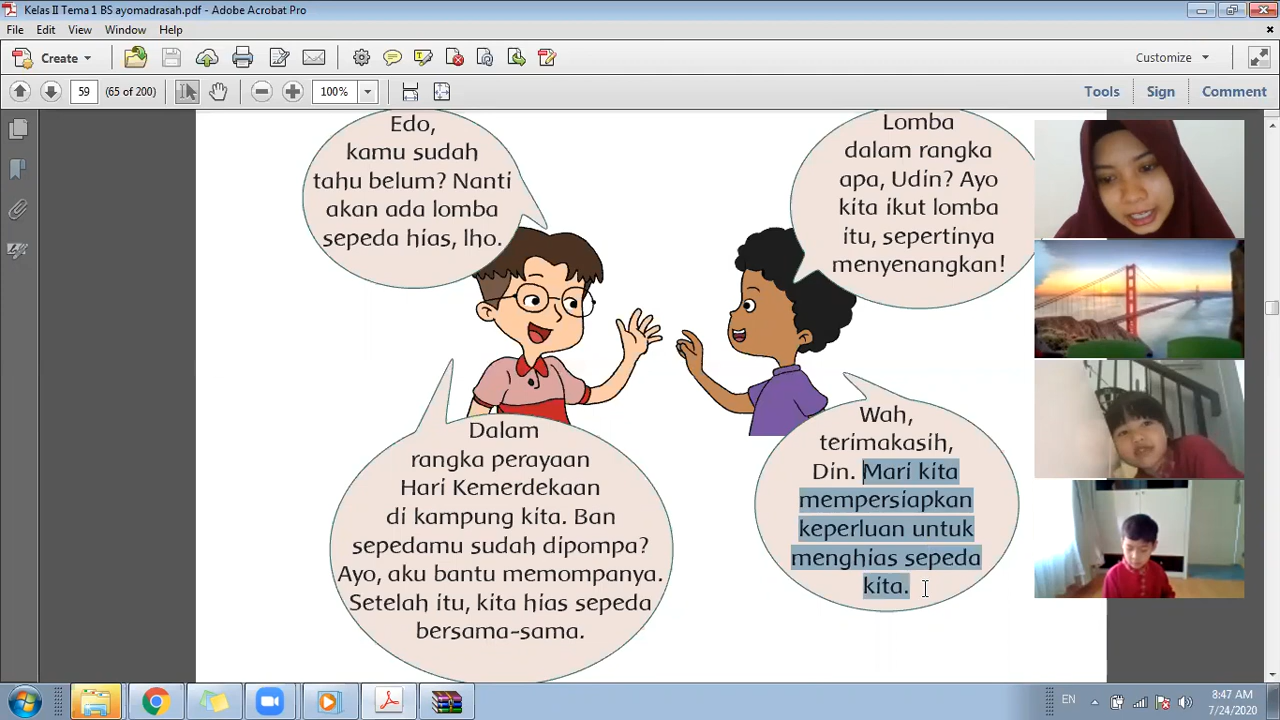 Kelas II Tema 1 BS ayomadrasah.pdf - Adobe Acrobat Pro
File Edit View Window Help
Create
Customize
59 (65 of 200)
100%
Tools Sign Comment
Edo,
kamu sudah
tahu belum? Nanti
akan ada lomba
sepeda hias, lho.
Lomba
dalam rangka
apa, Udin? Ayo
kita ikut lomba
itu, sepertinya
menyenangkan!
Dalam
rangka perayaan
Hari Kemerdekaan
di kampung kita. Ban
sepedamu sudah dipompa?
Ayo, aku bantu memompanya.
Setelah itu, kita hias sepeda
bersama-sama.
Wah,
terimakasih,
Din. Mari kita
mempersiapkan
keperluan untuk
menghias sepeda
kita.
EN
8:47 AM
7/24/2020